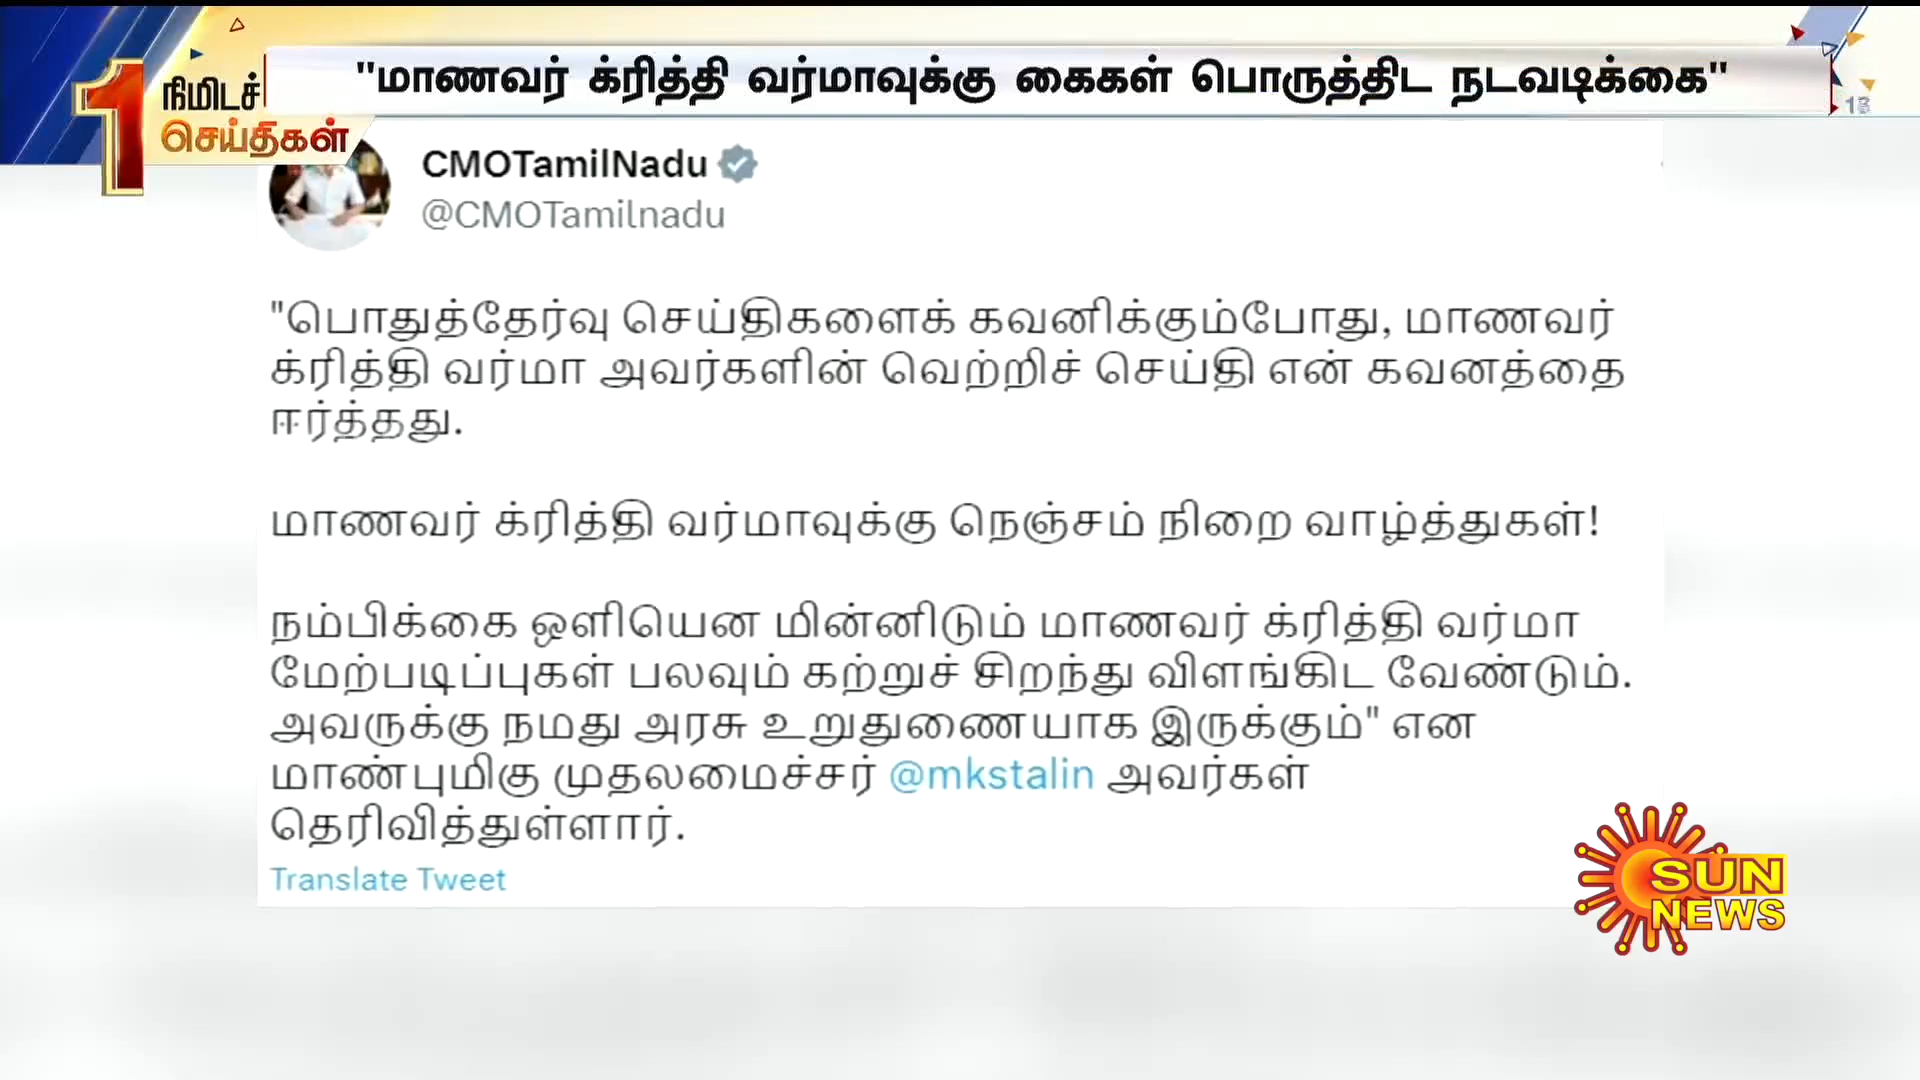 1 நிமிடச்
செய்திகள்
"மாணவர் க்ரித்தி வர்மாவுக்கு கைகள் பொருத்திட நடவடிக்கை"
CMOTamilNadu
@CMOTamilnadu
"பொதுத்தேர்வு செய்திகளைக் கவனிக்கும்போது, மாணவர்
க்ரித்தி வர்மா அவர்களின் வெற்றிச் செய்தி என் கவனத்தை
ஈர்த்தது.
மாணவர் க்ரித்தி வர்மாவுக்கு நெஞ்சம் நிறை வாழ்த்துகள்!
நம்பிக்கை ஒளியென மின்னிடும் மாணவர் க்ரித்தி வர்மா
மேற்படிப்புகள் பலவும் கற்றுச் சிறந்து விளங்கிட வேண்டும்.
அவருக்கு நமது அரசு உறுதுணையாக இருக்கும்" என
மாண்புமிகு முதலமைச்சர் @mkstalin அவர்கள்
தெரிவித்துள்ளார்.
Translate Tweet
SUN
NEWS